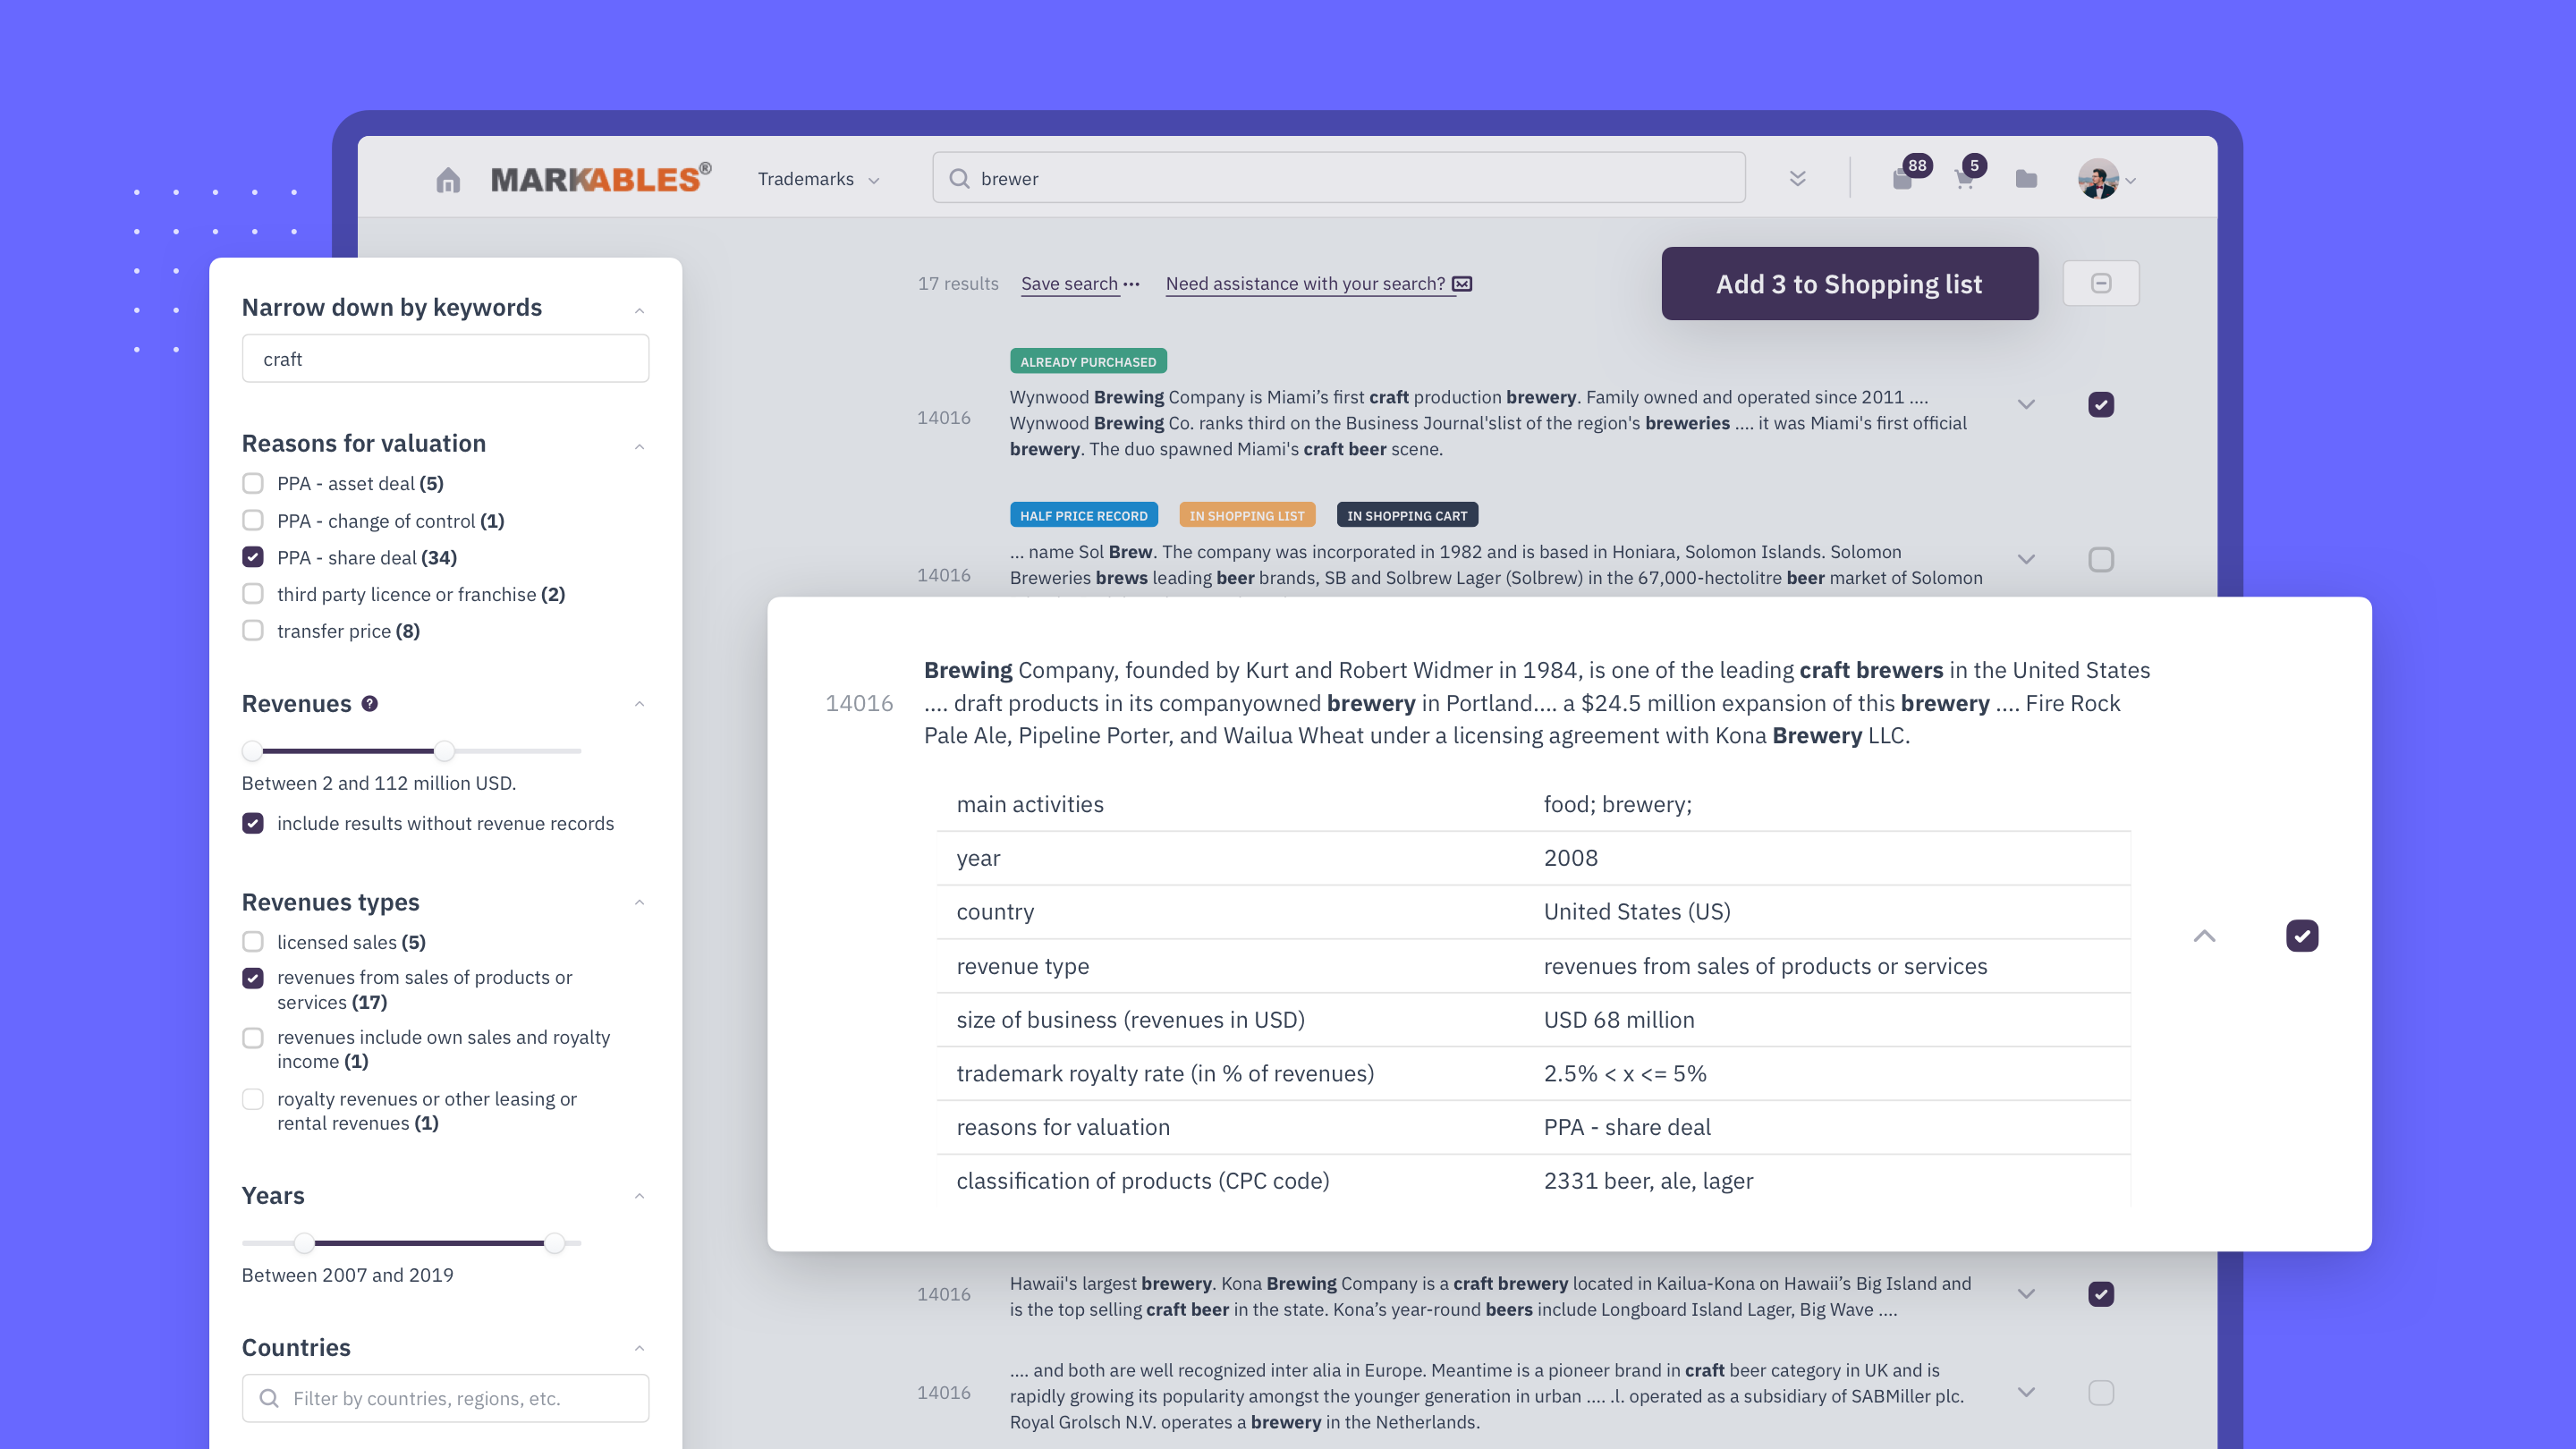 MARKABLES®
Trademarks
brewer
88
5
17 results
Save search
Need assistance with your search?
Add 3 to Shopping list
Narrow down by keywords
craft
Reasons for valuation
PPA - asset deal (5)
PPA - change of control (1)
PPA - share deal (34)
third party licence or franchise (2)
transfer price (8)
Revenues ?
Between 2 and 112 million USD.
include results without revenue records
Revenues types
licensed sales (5)
revenues from sales of products or
services (17)
revenues include own sales and royalty
income (1)
royalty revenues or other leasing or
rental revenues (1)
Years
Between 2007 and 2019
Countries
Filter by countries, regions, etc.
ALREADY PURCHASED
14016
Wynwood Brewing Company is Miami’s first craft production brewery. Family owned and operated since 2011 ....
Wynwood Brewing Co. ranks third on the Business Journal'slist of the region's breweries .... it was Miami's first official
brewery. The duo spawned Miami's craft beer scene.
HALF PRICE RECORD
IN SHOPPING LIST
IN SHOPPING CART
14016
... name Sol Brew. The company was incorporated in 1982 and is based in Honiara, Solomon Islands. Solomon
Breweries brews leading beer brands, SB and Solbrew Lager (Solbrew) in the 67,000-hectolitre beer market of Solomon
14016
Brewing Company, founded by Kurt and Robert Widmer in 1984, is one of the leading craft brewers in the United States
.... draft products in its companyowned brewery in Portland.... a $24.5 million expansion of this brewery .... Fire Rock
Pale Ale, Pipeline Porter, and Wailua Wheat under a licensing agreement with Kona Brewery LLC.
main activities food; brewery;
year 2008
country United States (US)
revenue type revenues from sales of products or services
size of business (revenues in USD) USD 68 million
trademark royalty rate (in % of revenues) 2.5% < x <= 5%
reasons for valuation PPA - share deal
classification of products (CPC code) 2331 beer, ale, lager
14016
Hawaii's largest brewery. Kona Brewing Company is a craft brewery located in Kailua-Kona on Hawaii’s Big Island and
is the top selling craft beer in the state. Kona’s year-round beers include Longboard Island Lager, Big Wave ....
14016
.... and both are well recognized inter alia in Europe. Meantime is a pioneer brand in craft beer category in UK and is
rapidly growing its popularity amongst the younger generation in urban .... .l. operated as a subsidiary of SABMiller plc.
Royal Grolsch N.V. operates a brewery in the Netherlands.